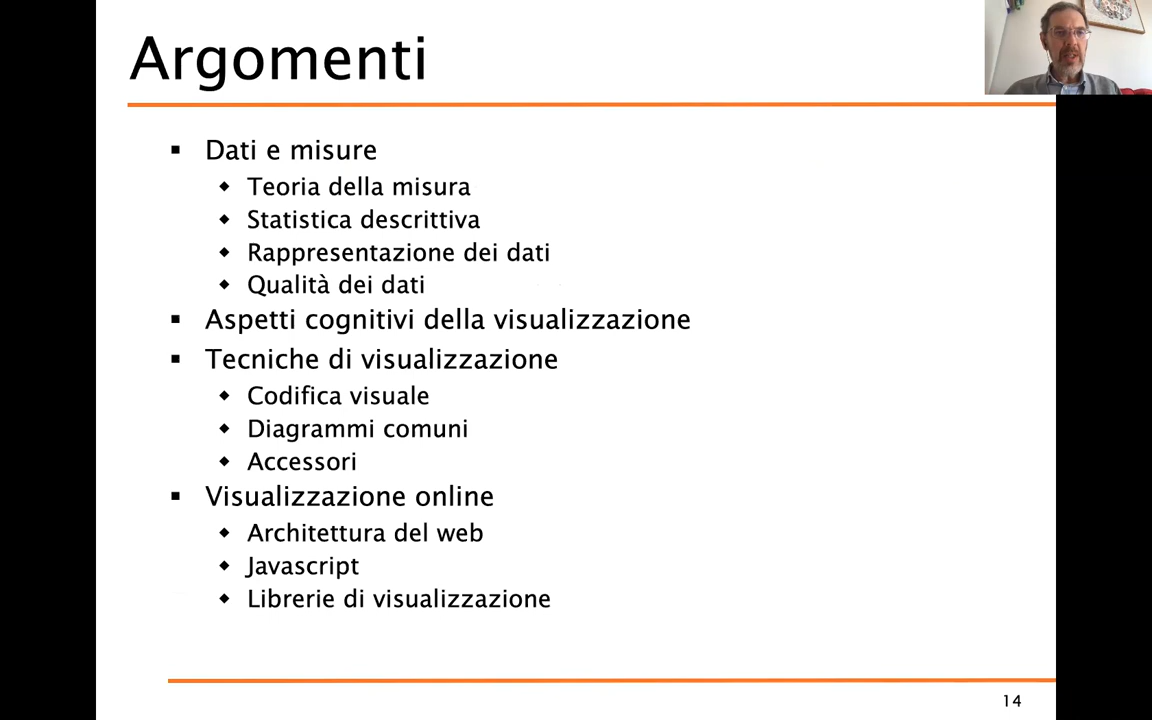 Argomenti
▪ Dati e misure
◆ Teoria della misura
◆ Statistica descrittiva
◆ Rappresentazione dei dati
◆ Qualità dei dati
▪ Aspetti cognitivi della visualizzazione
▪ Tecniche di visualizzazione
◆ Codifica visuale
◆ Diagrammi comuni
◆ Accessori
▪ Visualizzazione online
◆ Architettura del web
◆ Javascript
◆ Librerie di visualizzazione
14